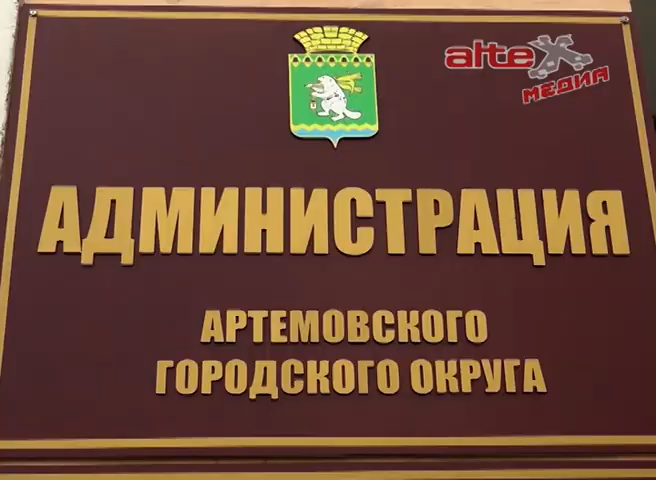 alteX
МЕДИА
АДМИНИСТРАЦИЯ
АРТЕМОВСКОГО
ГОРОДСКОГО ОКРУГА